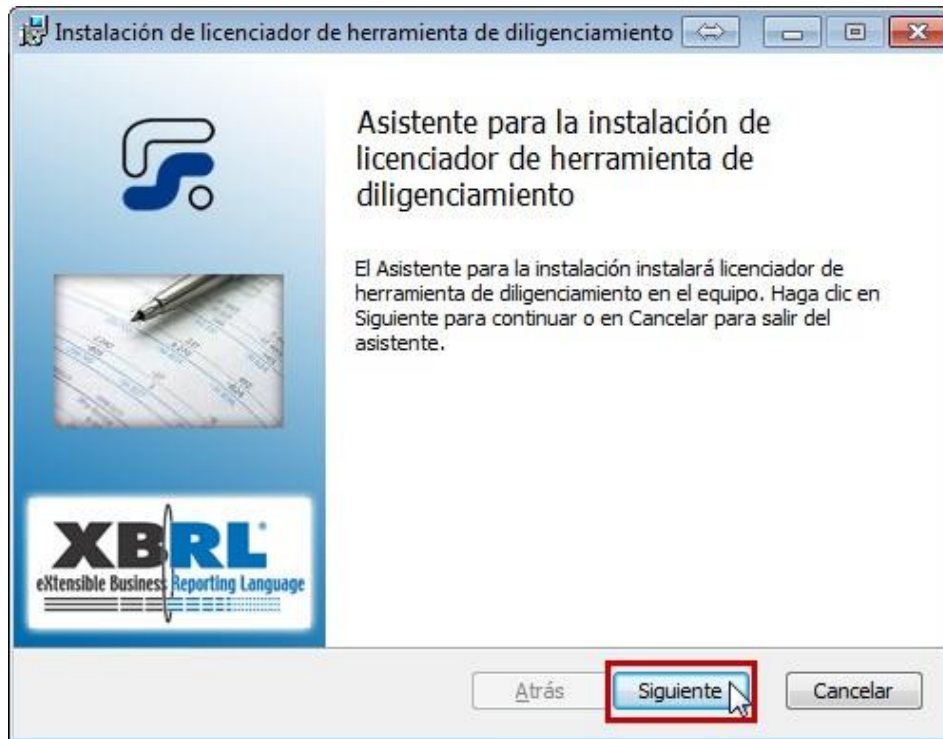 Instalación de licenciador de herramienta de diligenciamiento
Asistente para la instalación de
licenciador de herramienta de
diligenciamiento
El Asistente para la instalación instalará licenciador de
herramienta de diligenciamiento en el equipo. Haga clic en
Siguiente para continuar o en Cancelar para salir del
asistente.
XBRL
eXtensible Business Reporting Language
Atrás
Siguiente
Cancelar